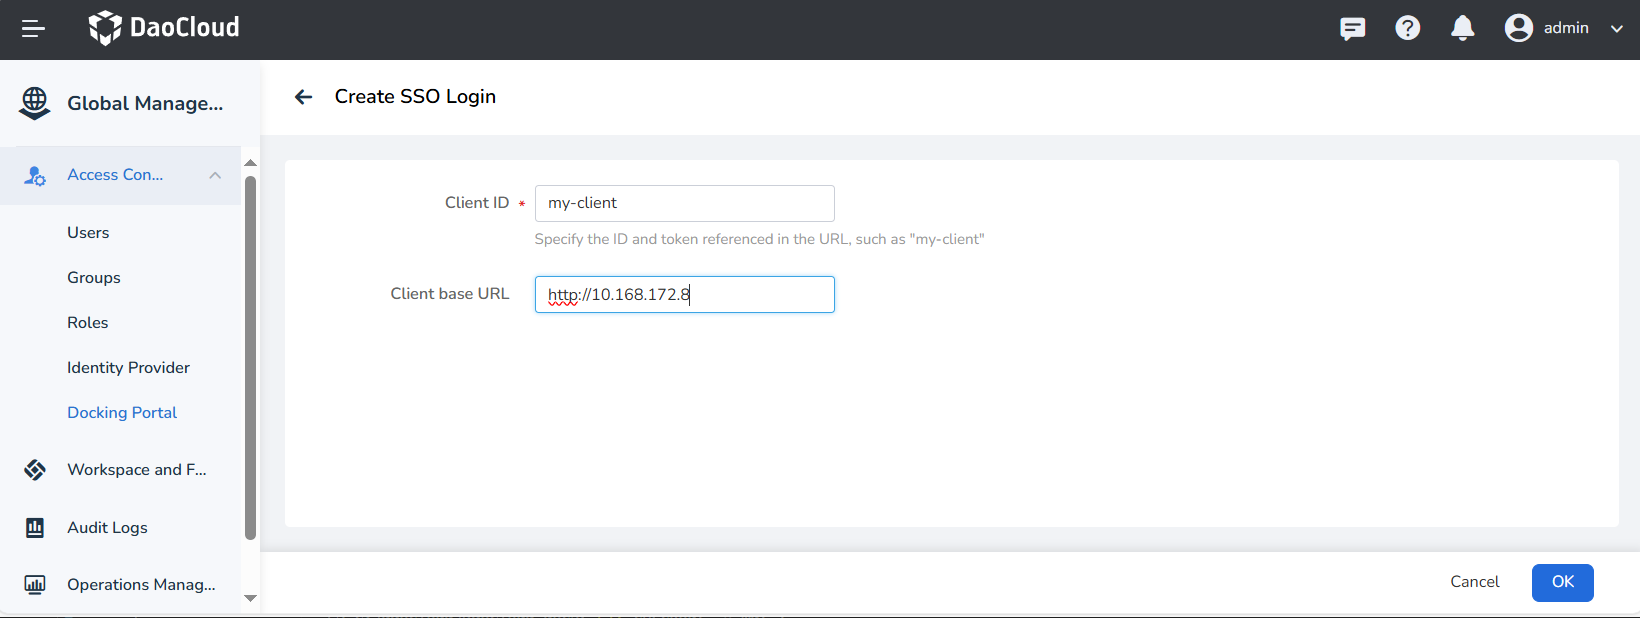 DaoCloud
admin
Global Manage...
Create SSO Login
Access Con...
Users
Groups
Roles
Identity Provider
Docking Portal
Workspace and F...
Audit Logs
Operations Manag...
Client ID *
my-client
Specify the ID and token referenced in the URL, such as "my-client"
Client base URL
http://10.168.172.8
Cancel
OK